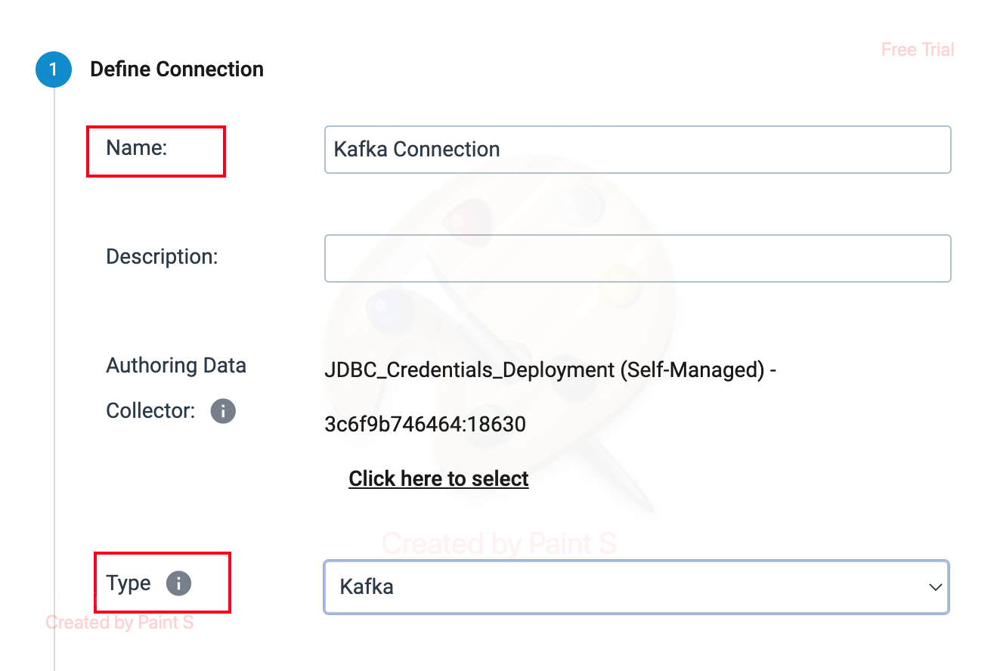 Free Trial
1 Define Connection
Name: Kafka Connection
Description:
Authoring Data Collector: i
JDBC_Credentials_Deployment (Self-Managed) -
3c6f9b746464:18630
Click here to select
Created by Paint S
Type i Kafka
Created by Paint S